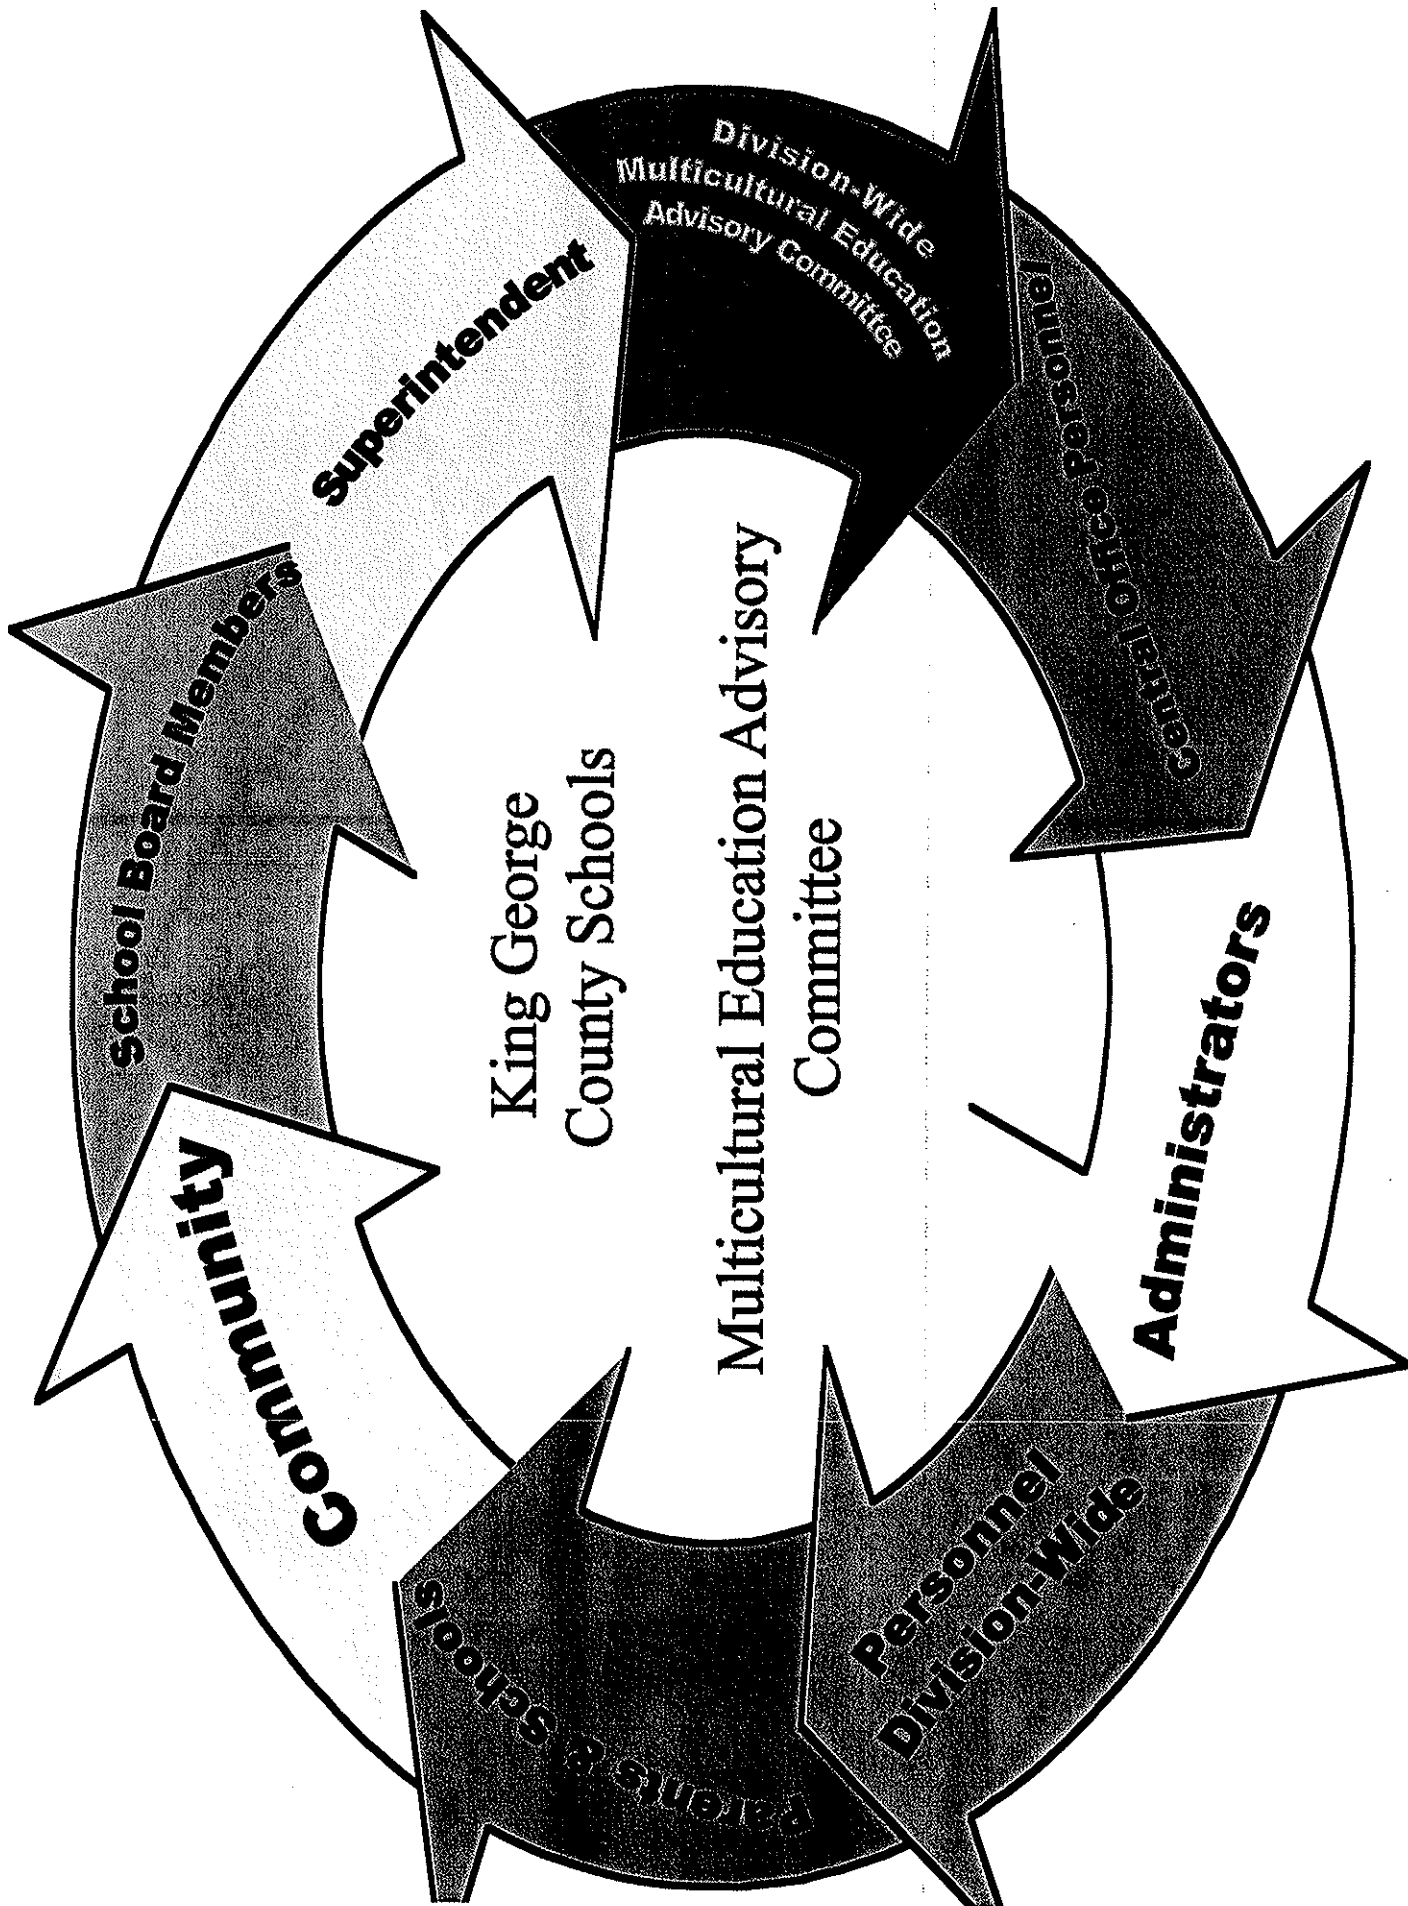 King George
County Schools
Multicultural Education Advisory
Committee
Division-Wide
Multicultural Education
Advisory Committee
Central Office Personnel
Administrators
Personnel
Division-Wide
Parents & Schools
Community
School Board Members
Superintendent